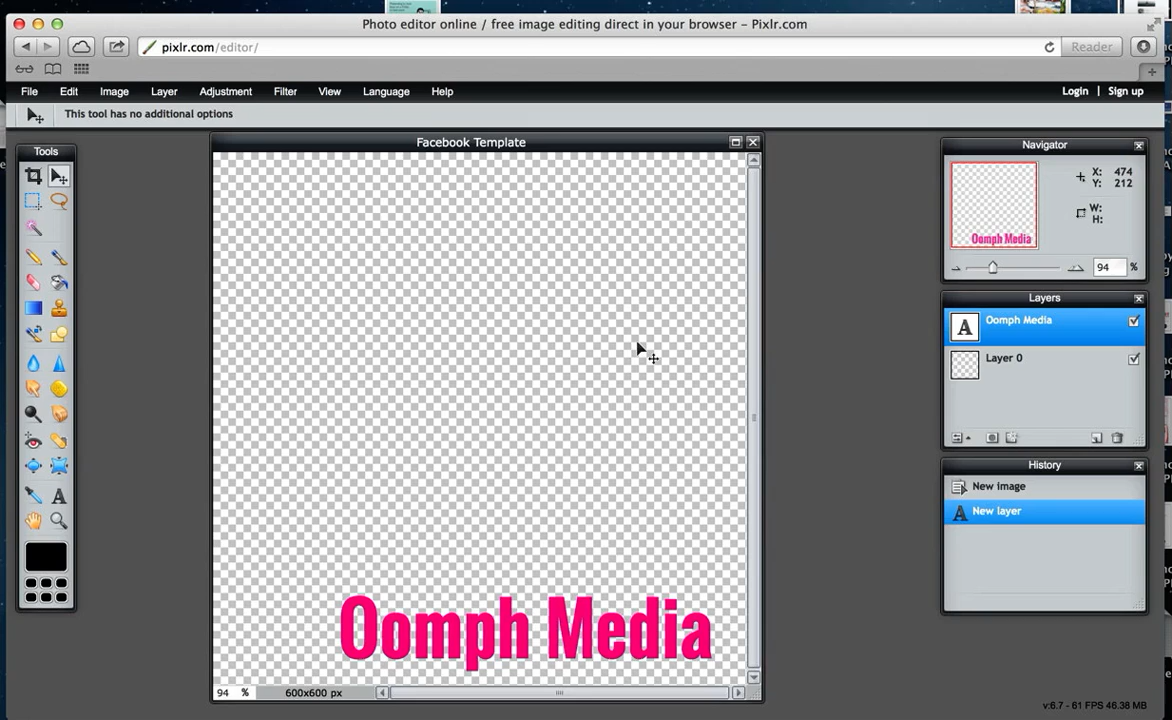 Photo editor online / free image editing direct in your browser – Pixlr.com
pixlr.com/editor/
Reader
File Edit Image Layer Adjustment Filter View Language Help
Login | Sign up
This tool has no additional options
Tools
Facebook Template
Oomph Media
94 %
600x600 px
Navigator
X: 474
Y: 212
W:
H:
Oomph Media
94 %
Layers
A Oomph Media
Layer 0
History
New image
A New layer
v:6.7 - 61 FPS 46.38 MB